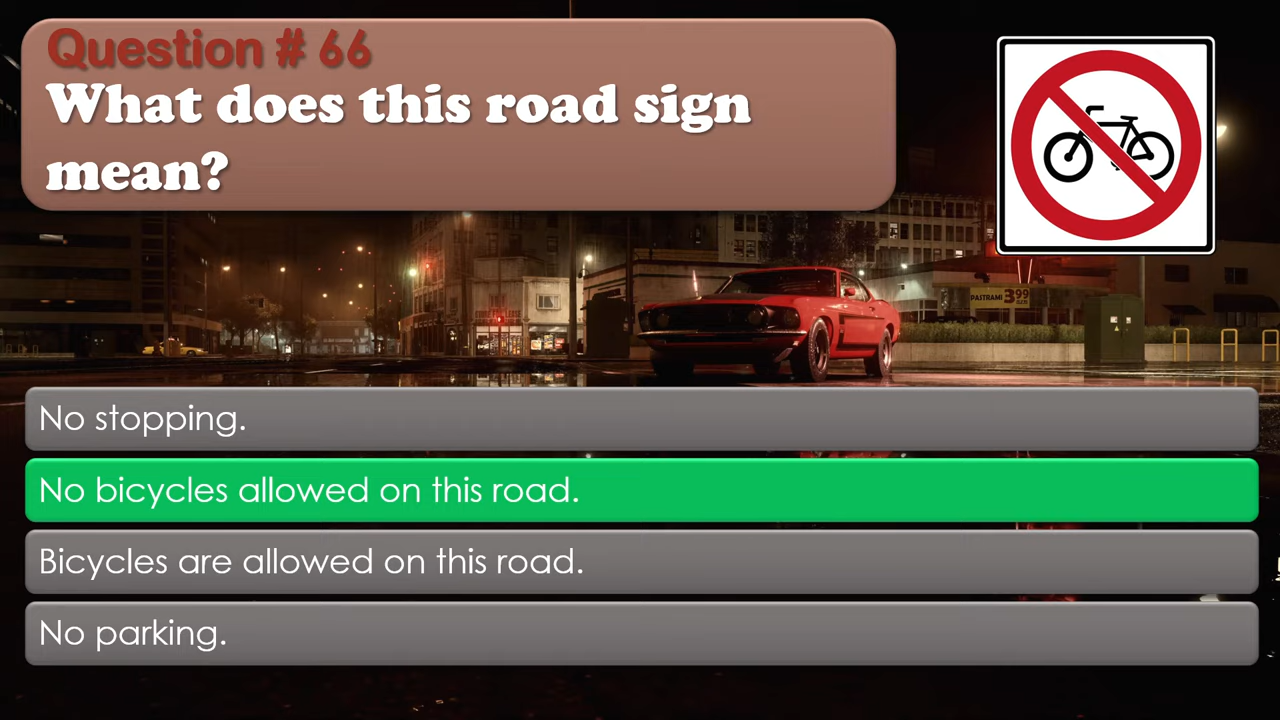 Question # 66
What does this road sign
mean?
PASTRAMI 3.99
No stopping.
No bicycles allowed on this road.
Bicycles are allowed on this road.
No parking.